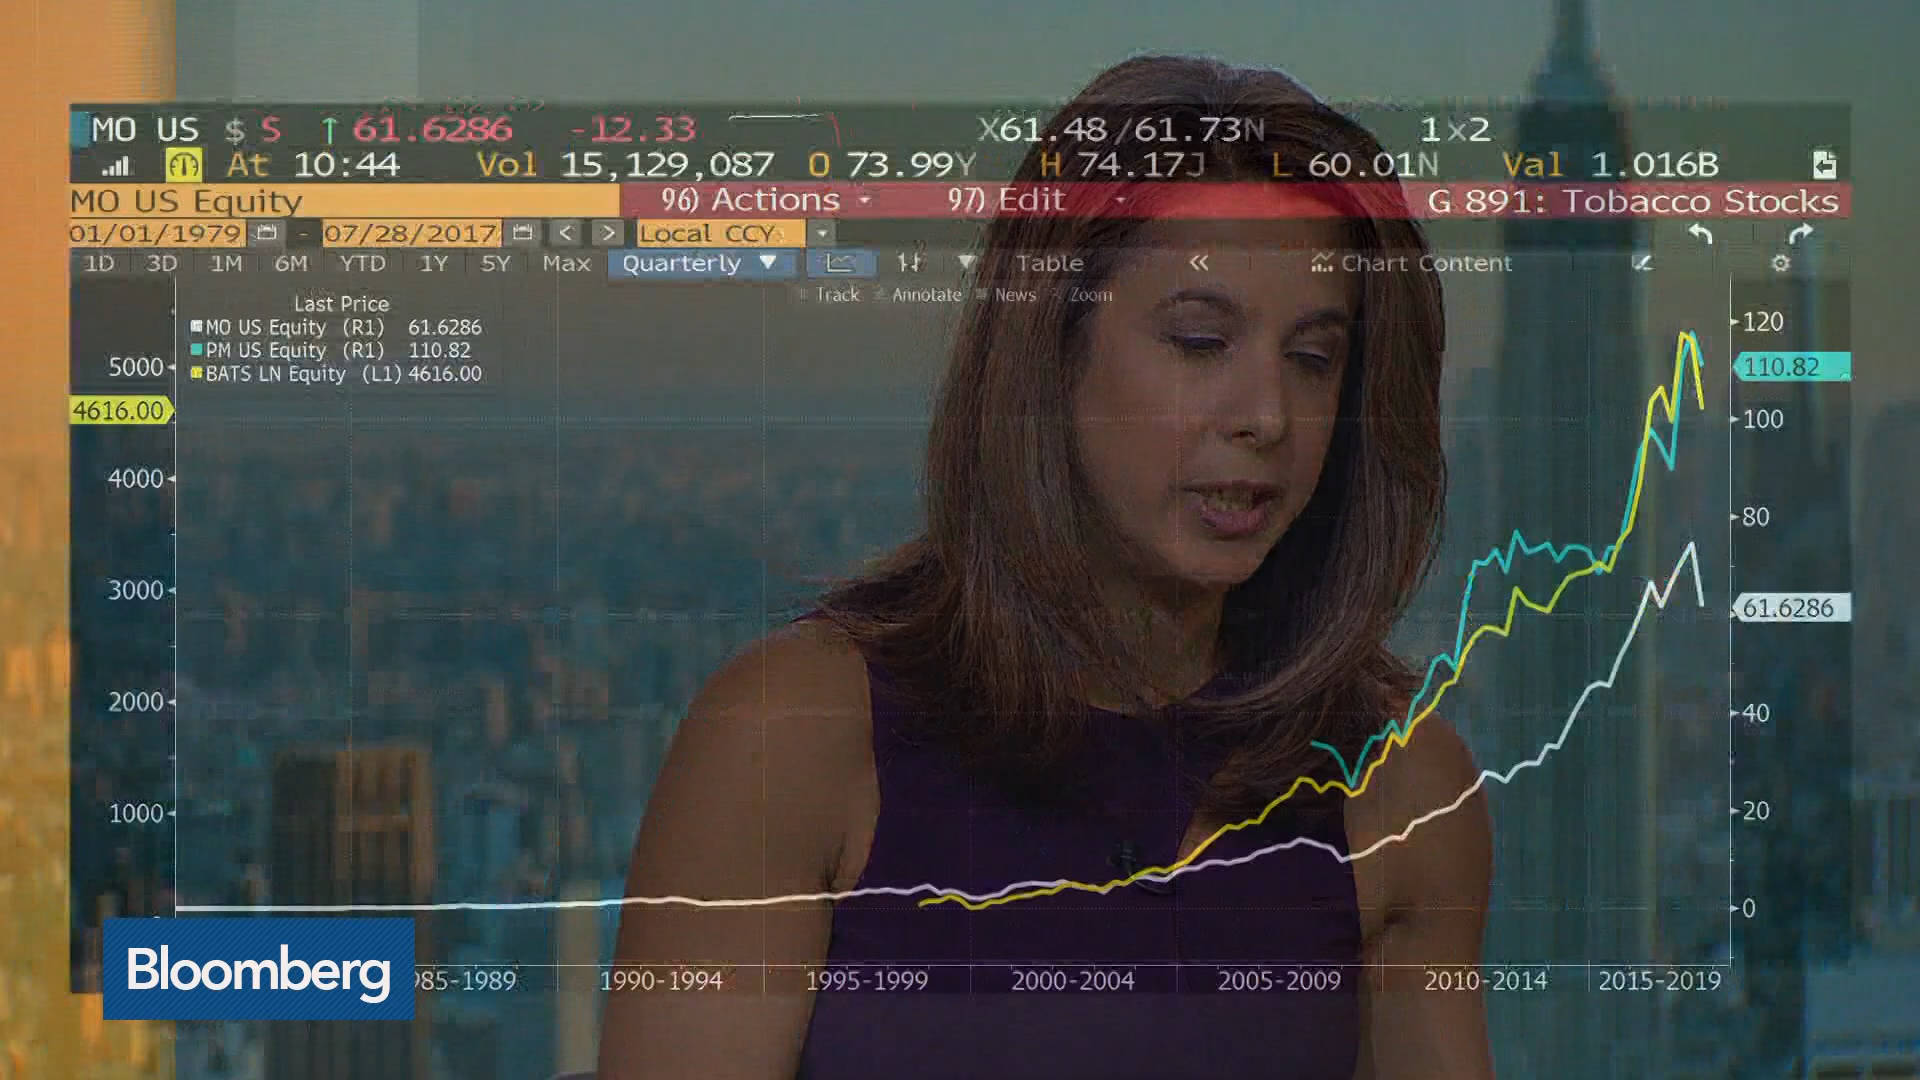 MO US $ S ↑ 61.6286 -12.33 X61.48/61.73N 1x2
At 10:44 Vol 15,129,087 O 73.99Y H 74.17J L 60.01N Val 1.016B
MO US Equity 96) Actions 97) Edit G 891: Tobacco Stocks
01/01/1979 - 07/28/2017 < > Local CCY
1D 3D 1M 6M YTD 1Y 5Y Max Quarterly ▼ Table « Chart Content
Track Annotate News Zoom
Last Price
MO US Equity (R1) 61.6286
PM US Equity (R1) 110.82
BATS LN Equity (L1) 4616.00
120
5000
110.82
4616.00
100
4000
80
3000
61.6286
2000
40
1000
20
0
Bloomberg
85-1989 1990-1994 1995-1999 2000-2004 2005-2009 2010-2014 2015-2019